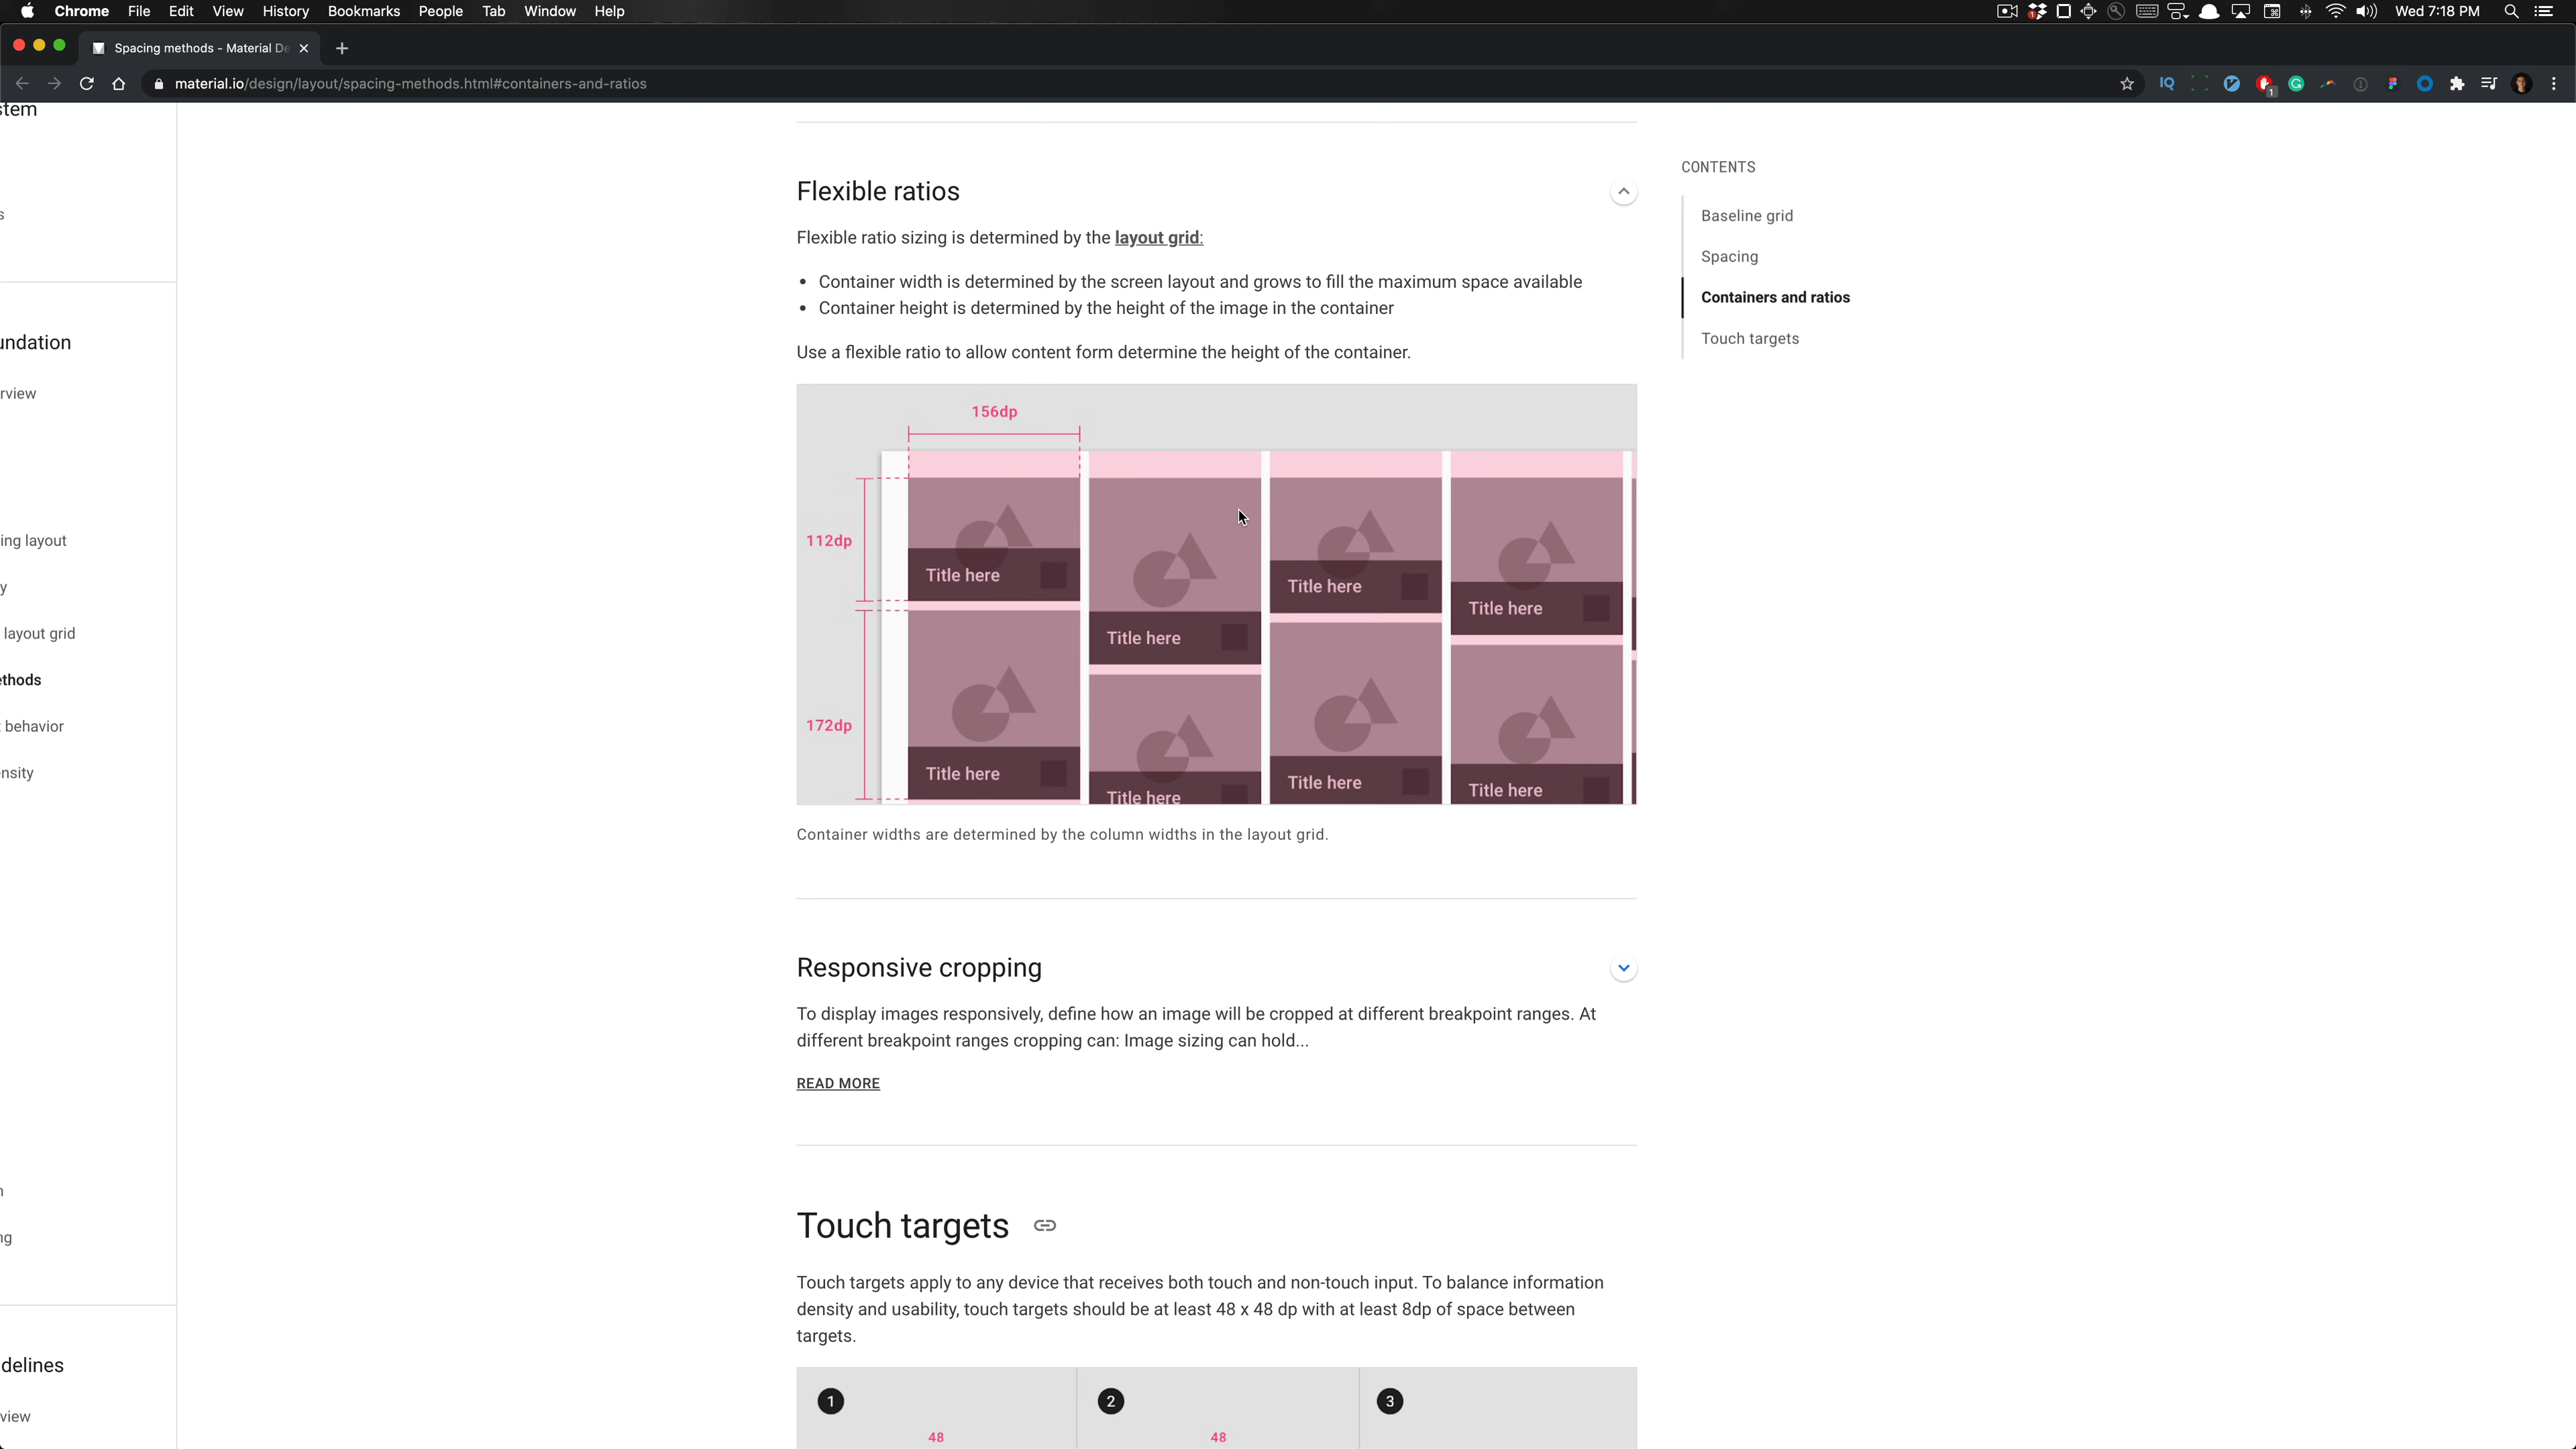 Chrome File Edit View History Bookmarks People Tab Window Help
1
Wed 7:18 PM
Spacing methods - Material De
material.io/design/layout/spacing-methods.html#containers-and-ratios
IQ
1
stem
s
undation
rview
ing layout
y
layout grid
ethods
behavior
ensity
n
ng
delines
view
Flexible ratios
Flexible ratio sizing is determined by the layout grid:
• Container width is determined by the screen layout and grows to fill the maximum space available
• Container height is determined by the height of the image in the container
Use a flexible ratio to allow content form determine the height of the container.
156dp
112dp
172dp
Title here
Title here
Title here
Title here
Title here
Title here
Title here
Title here
Container widths are determined by the column widths in the layout grid.
Responsive cropping
To display images responsively, define how an image will be cropped at different breakpoint ranges. At
different breakpoint ranges cropping can: Image sizing can hold...
READ MORE
Touch targets
Touch targets apply to any device that receives both touch and non-touch input. To balance information
density and usability, touch targets should be at least 48 x 48 dp with at least 8dp of space between
targets.
1
2
3
48
48
CONTENTS
Baseline grid
Spacing
Containers and ratios
Touch targets